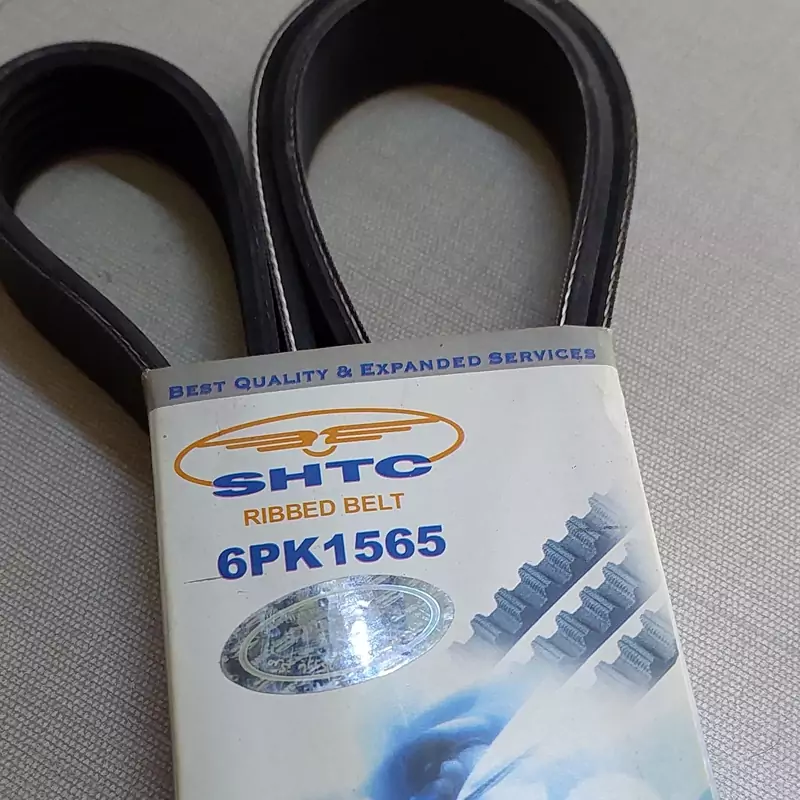 BEST QUALITY & EXPANDED SERVICES
SHTC
RIBBED BELT
6PK1565